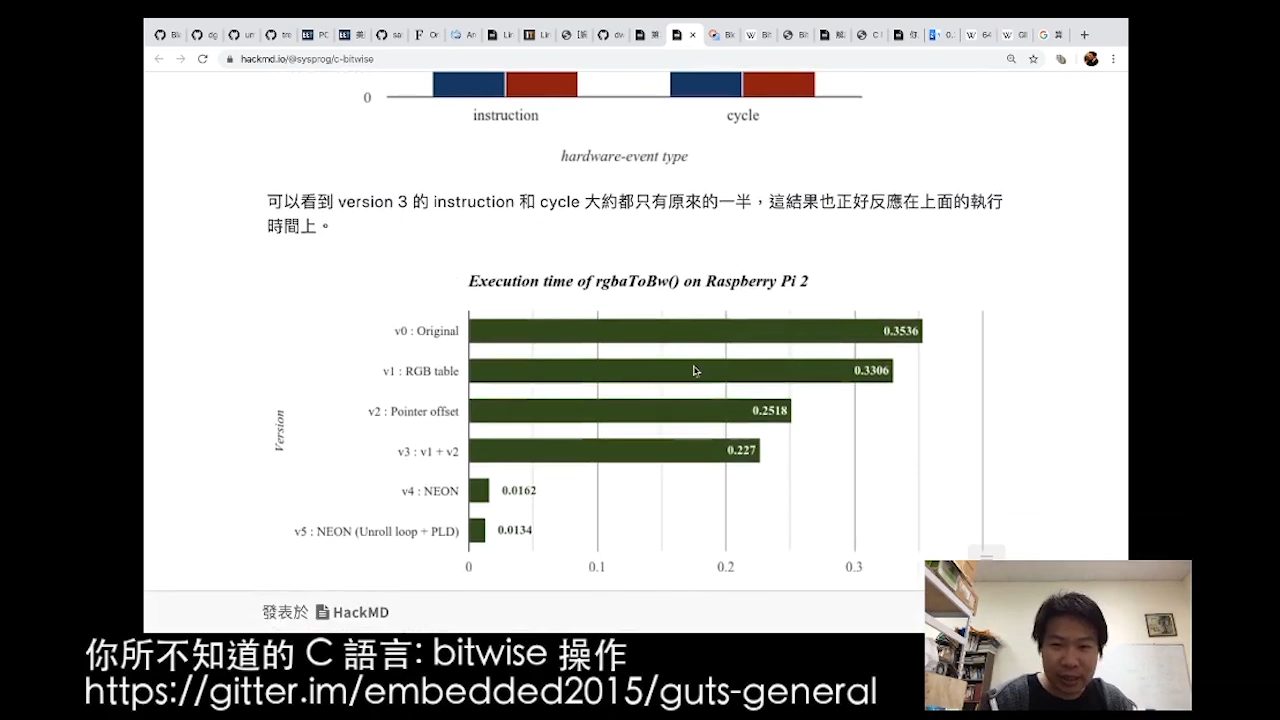 hackmd.io/@sysprog/c-bitwise
0
instruction
cycle
hardware-event type
可以看到 version 3 的 instruction 和 cycle 大約都只有原來的一半，這結果也正好反應在上面的執行
時間上。
Execution time of rgbaToBw() on Raspberry Pi 2
Version
v0 : Original
0.3536
v1 : RGB table
0.3306
v2 : Pointer offset
0.2518
v3 : v1 + v2
0.227
v4 : NEON
0.0162
v5 : NEON (Unroll loop + PLD)
0.0134
0
0.1
0.2
0.3
發表於 HackMD
你所不知道的 C 語言: bitwise 操作
https://gitter.im/embedded2015/guts-general